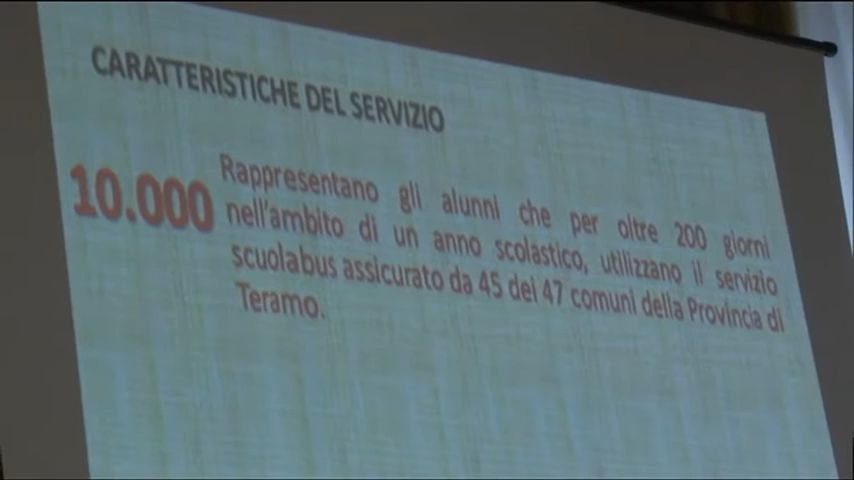 CARATTERISTICHE DEL SERVIZIO
10.000
Rappresentano gli alunni che per oltre 200 giorni
nell'ambito di un anno scolastico, utilizzano il servizio
scuolabus assicurato da 45 dei 47 comuni della Provincia di
Teramo.